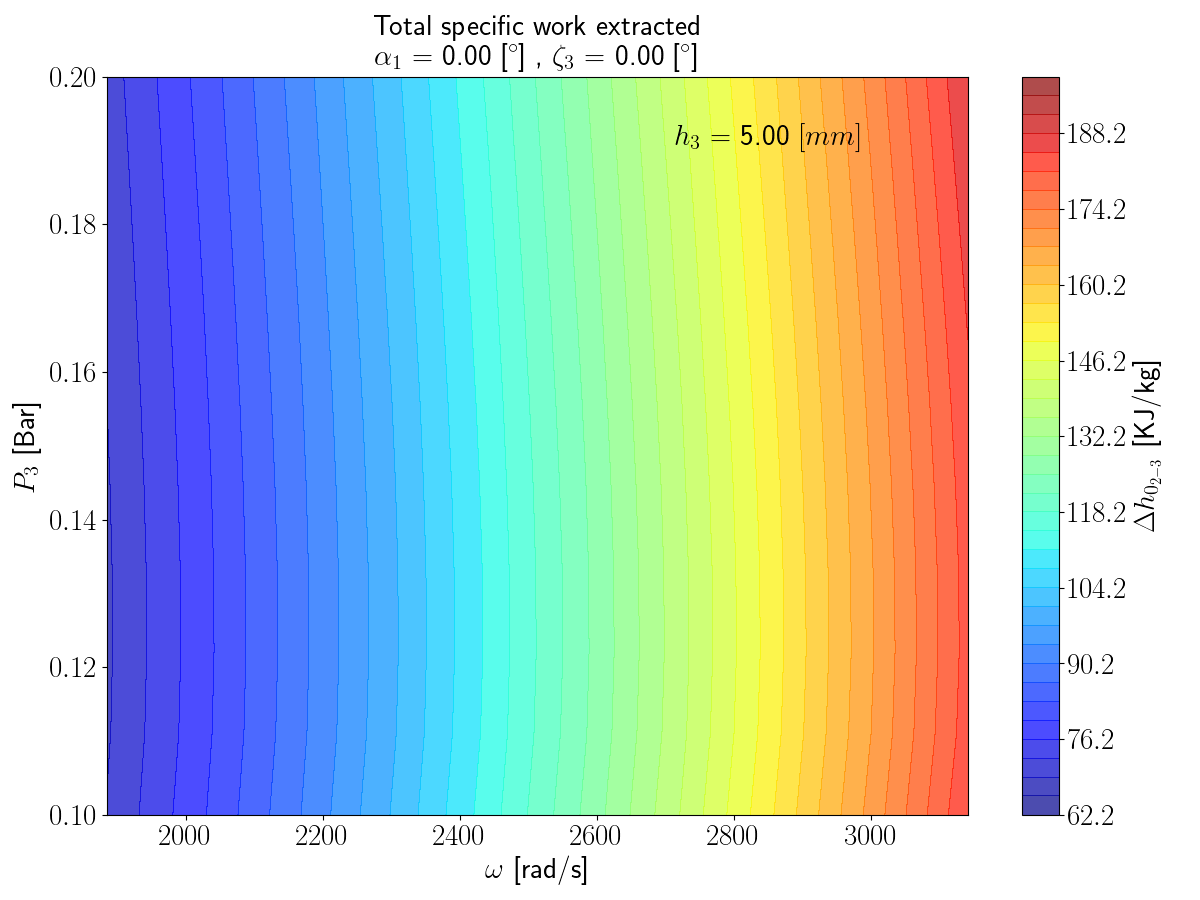 Total specific work extracted
α₁ = 0.00 [°] , ζ₃ = 0.00 [°]
h₃ = 5.00 [mm]
0.20
0.18
0.16
0.14
0.12
0.10
P₃ [Bar]
2000 2200 2400 2600 2800 3000
ω [rad/s]
188.2
174.2
160.2
146.2
132.2
118.2
104.2
90.2
76.2
62.2
Δh₀₂₋₃ [KJ/kg]